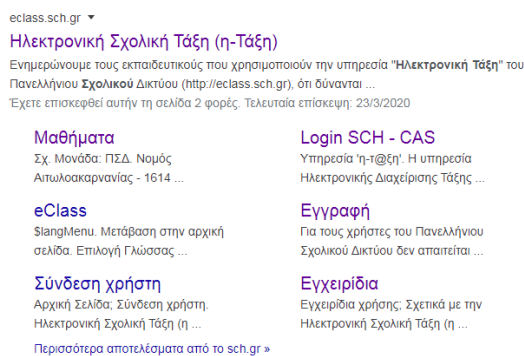 eclass.sch.gr
Ηλεκτρονική Σχολική Τάξη (η-Τάξη)
Ενημερώνουμε τους εκπαιδευτικούς που χρησιμοποιούν την υπηρεσία "Ηλεκτρονική Τάξη" του
Πανελλήνιου Σχολικού Δικτύου (http://eclass.sch.gr), ότι δύνανται ...
Έχετε επισκεφθεί αυτήν τη σελίδα 2 φορές. Τελευταία επίσκεψη: 23/3/2020
Μαθήματα
Σχ. Μονάδα: ΠΣΔ. Νομός
Αιτωλοακαρνανίας - 1614 ...
Login SCH - CAS
Υπηρεσία 'η-τ@ξη'. Η υπηρεσία
Ηλεκτρονικής Διαχείρισης Τάξης ...
eClass
$langMenu. Μετάβαση στην αρχική
σελίδα. Επιλογή Γλώσσας ...
Εγγραφή
Για τους χρήστες του Πανελλήνιου
Σχολικού Δικτύου δεν απαιτείται ...
Σύνδεση χρήστη
Αρχική Σελίδα; Σύνδεση χρήστη.
Ηλεκτρονική Σχολική Τάξη (η ...
Εγχειρίδια
Εγχειρίδια χρήσης; Σχετικά με την
Ηλεκτρονική Σχολική Τάξη (η ...
Περισσότερα αποτελέσματα από το sch.gr »